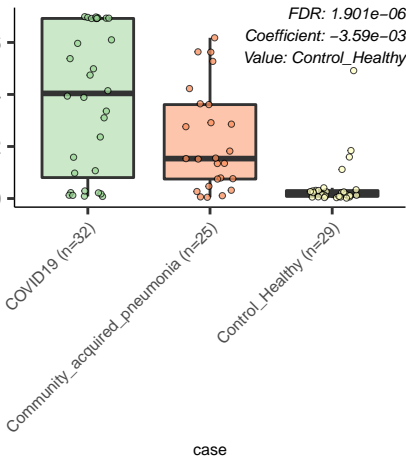 FDR: 1.901e−06
Coefficient: −3.59e−03
Value: Control_Healthy
COVID19 (n=32)
Community_acquired_pneumonia (n=25)
Control_Healthy (n=29)
case